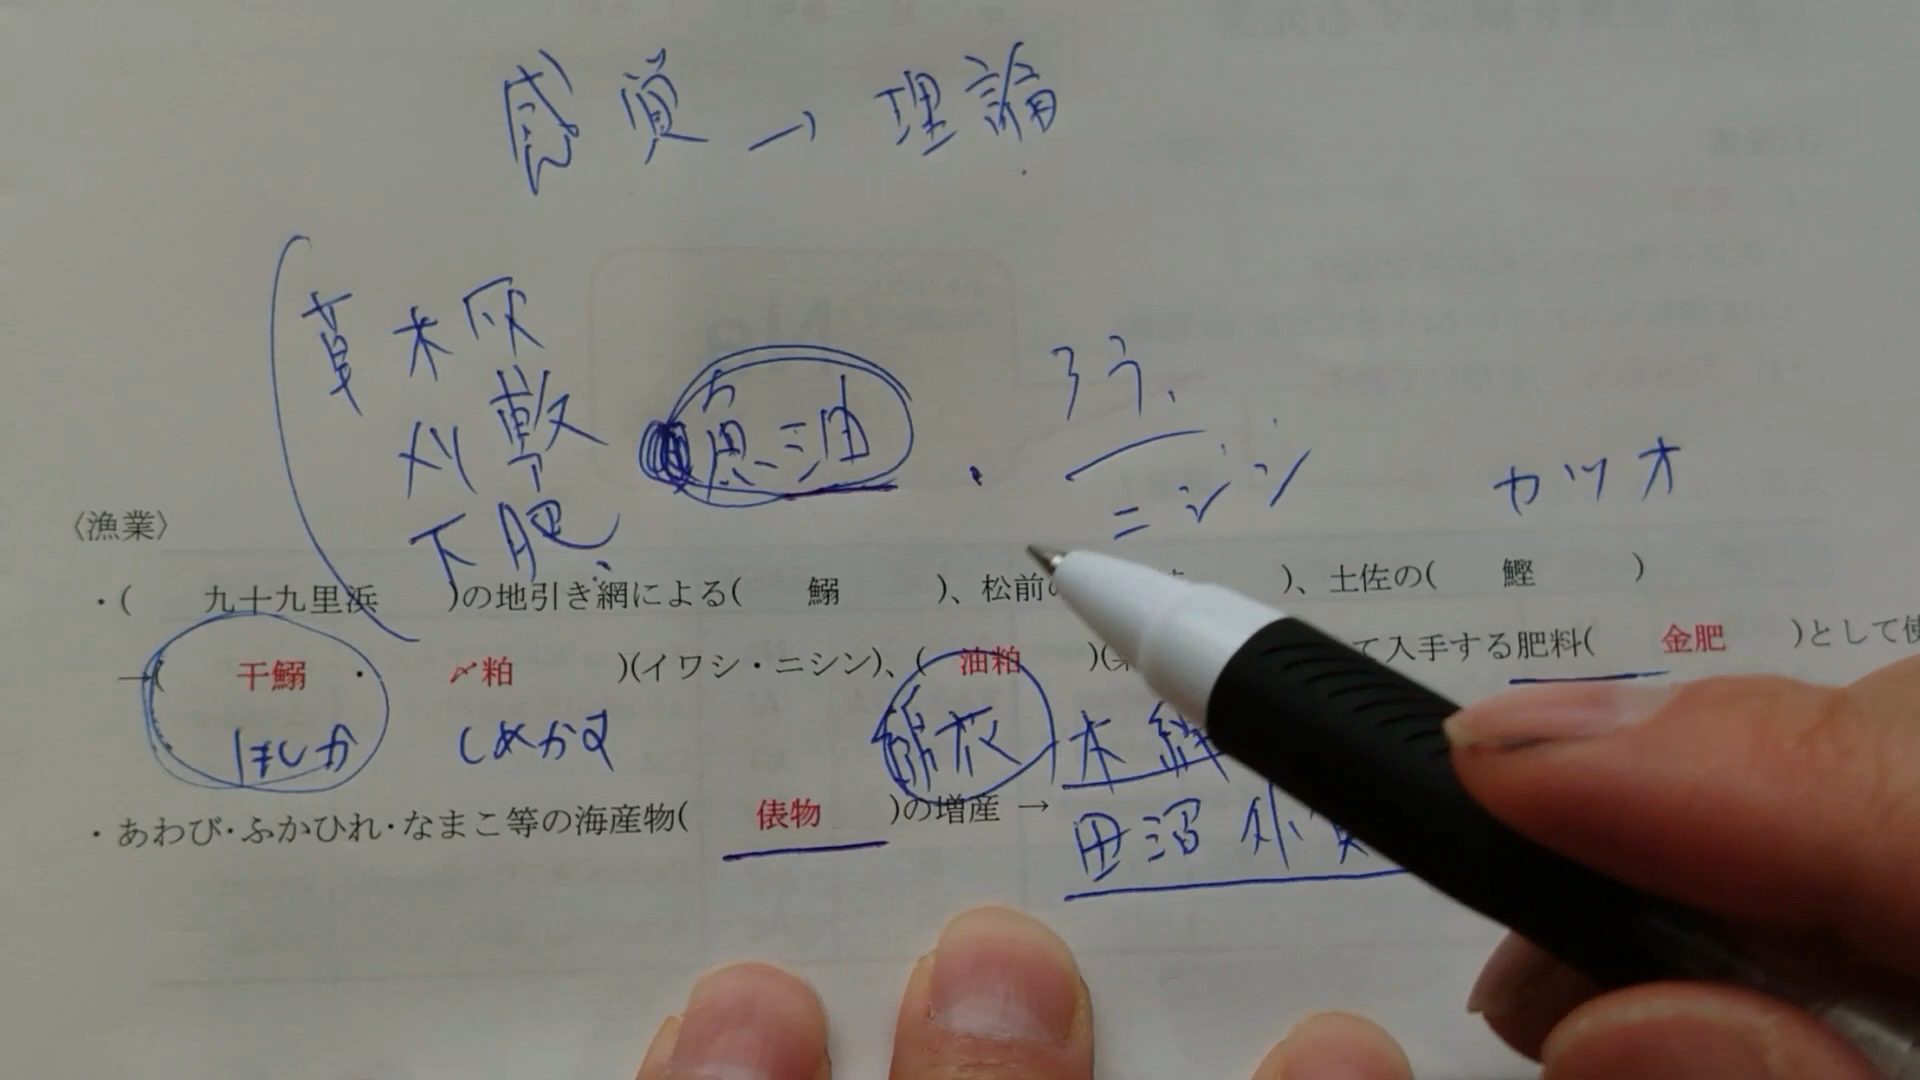 感質→理論
草木灰
刈敷
下肥
魚油・ろう
ニシン
カツオ
〈漁業〉
・( 九十九里浜 )の地引き網による( 鰯 )、松前の )、土佐の( 鰹 )
→( 干鰯 ・ 〆粕 )(イワシ・ニシン)、( 油粕 )( て入手する肥料( 金肥 )として使
ほしか しめかす 綿花 木綿
・あわび・ふかひれ・なまこ等の海産物( 俵物 )の増産 →
田沼 外貿